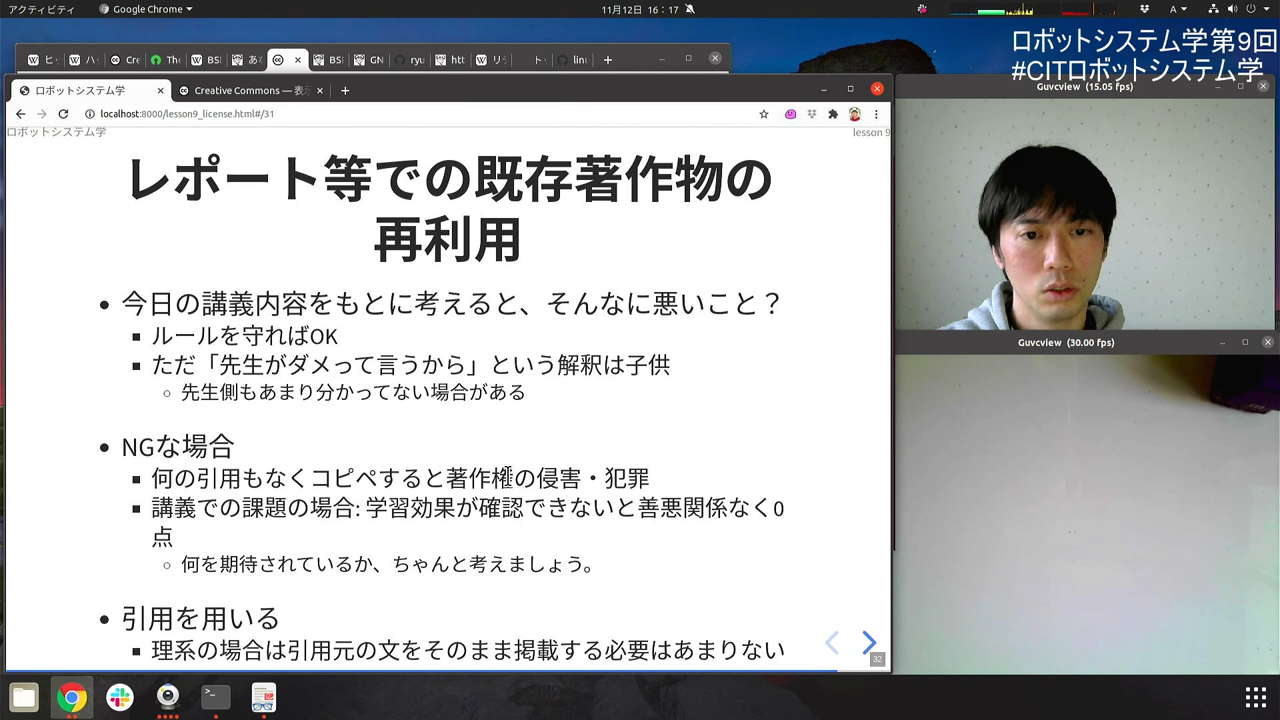 アクティビティ
Google Chrome
11月12日 16：17
A
ロボットシステム学第9回
#CITロボットシステム学
Cre
Th
BSI
BS
GN
ryu
htt
リ
ト
lin
ロボットシステム学
Creative Commons — 表示
localhost:8000/lesson9_license.html#/31
Guvcview (15.05 fps)
ロボットシステム学
lesson 9
レポート等での既存著作物の
再利用
今日の講義内容をもとに考えると、そんなに悪いこと？
ルールを守ればOK
ただ「先生がダメって言うから」という解釈は子供
先生側もあまり分かってない場合がある
NGな場合
何の引用もなくコピペすると著作権の侵害・犯罪
講義での課題の場合: 学習効果が確認できないと善悪関係なく0
点
何を期待されているか、ちゃんと考えましょう。
引用を用いる
理系の場合は引用元の文をそのまま掲載する必要はあまりない
32
Guvcview (30.00 fps)